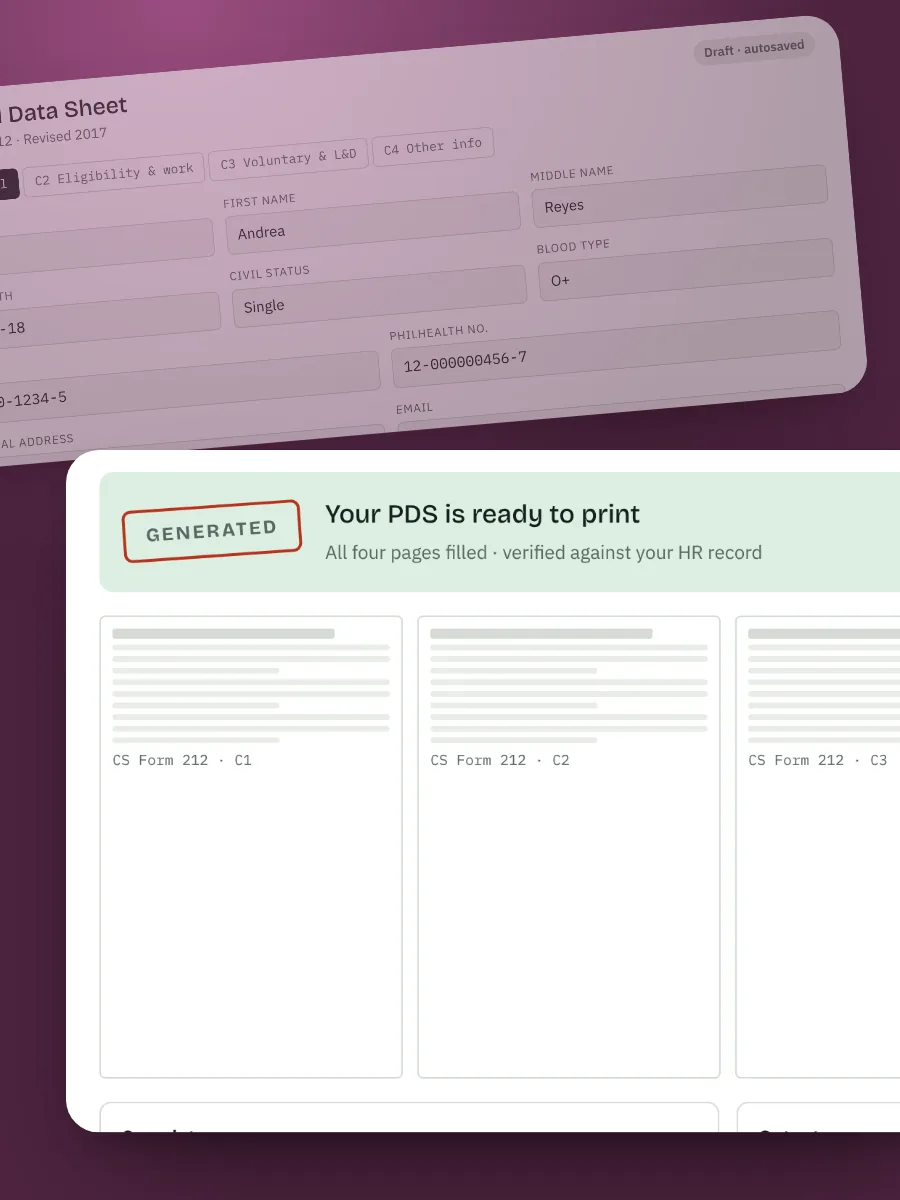 Draft · autosaved
Data Sheet
12 · Revised 2017
C2 Eligibility & work
C3 Voluntary & L&D
C4 Other info
FIRST NAME
MIDDLE NAME
Andrea
Reyes
CIVIL STATUS
BLOOD TYPE
-18
Single
O+
PHILHEALTH NO.
0-1234-5
12-000000456-7
AL ADDRESS
EMAIL
GENERATED
Your PDS is ready to print
All four pages filled · verified against your HR record
CS Form 212 · C1
CS Form 212 · C2
CS Form 212 · C3